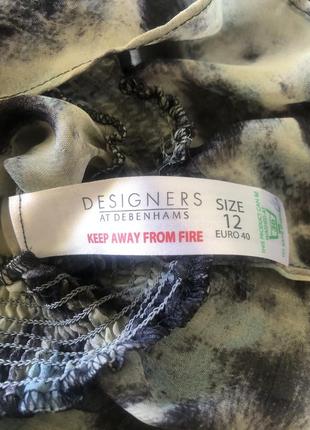 DESIGNERS
AT DEBENHAMS
KEEP AWAY FROM FIRE
SIZE
12
EURO 40